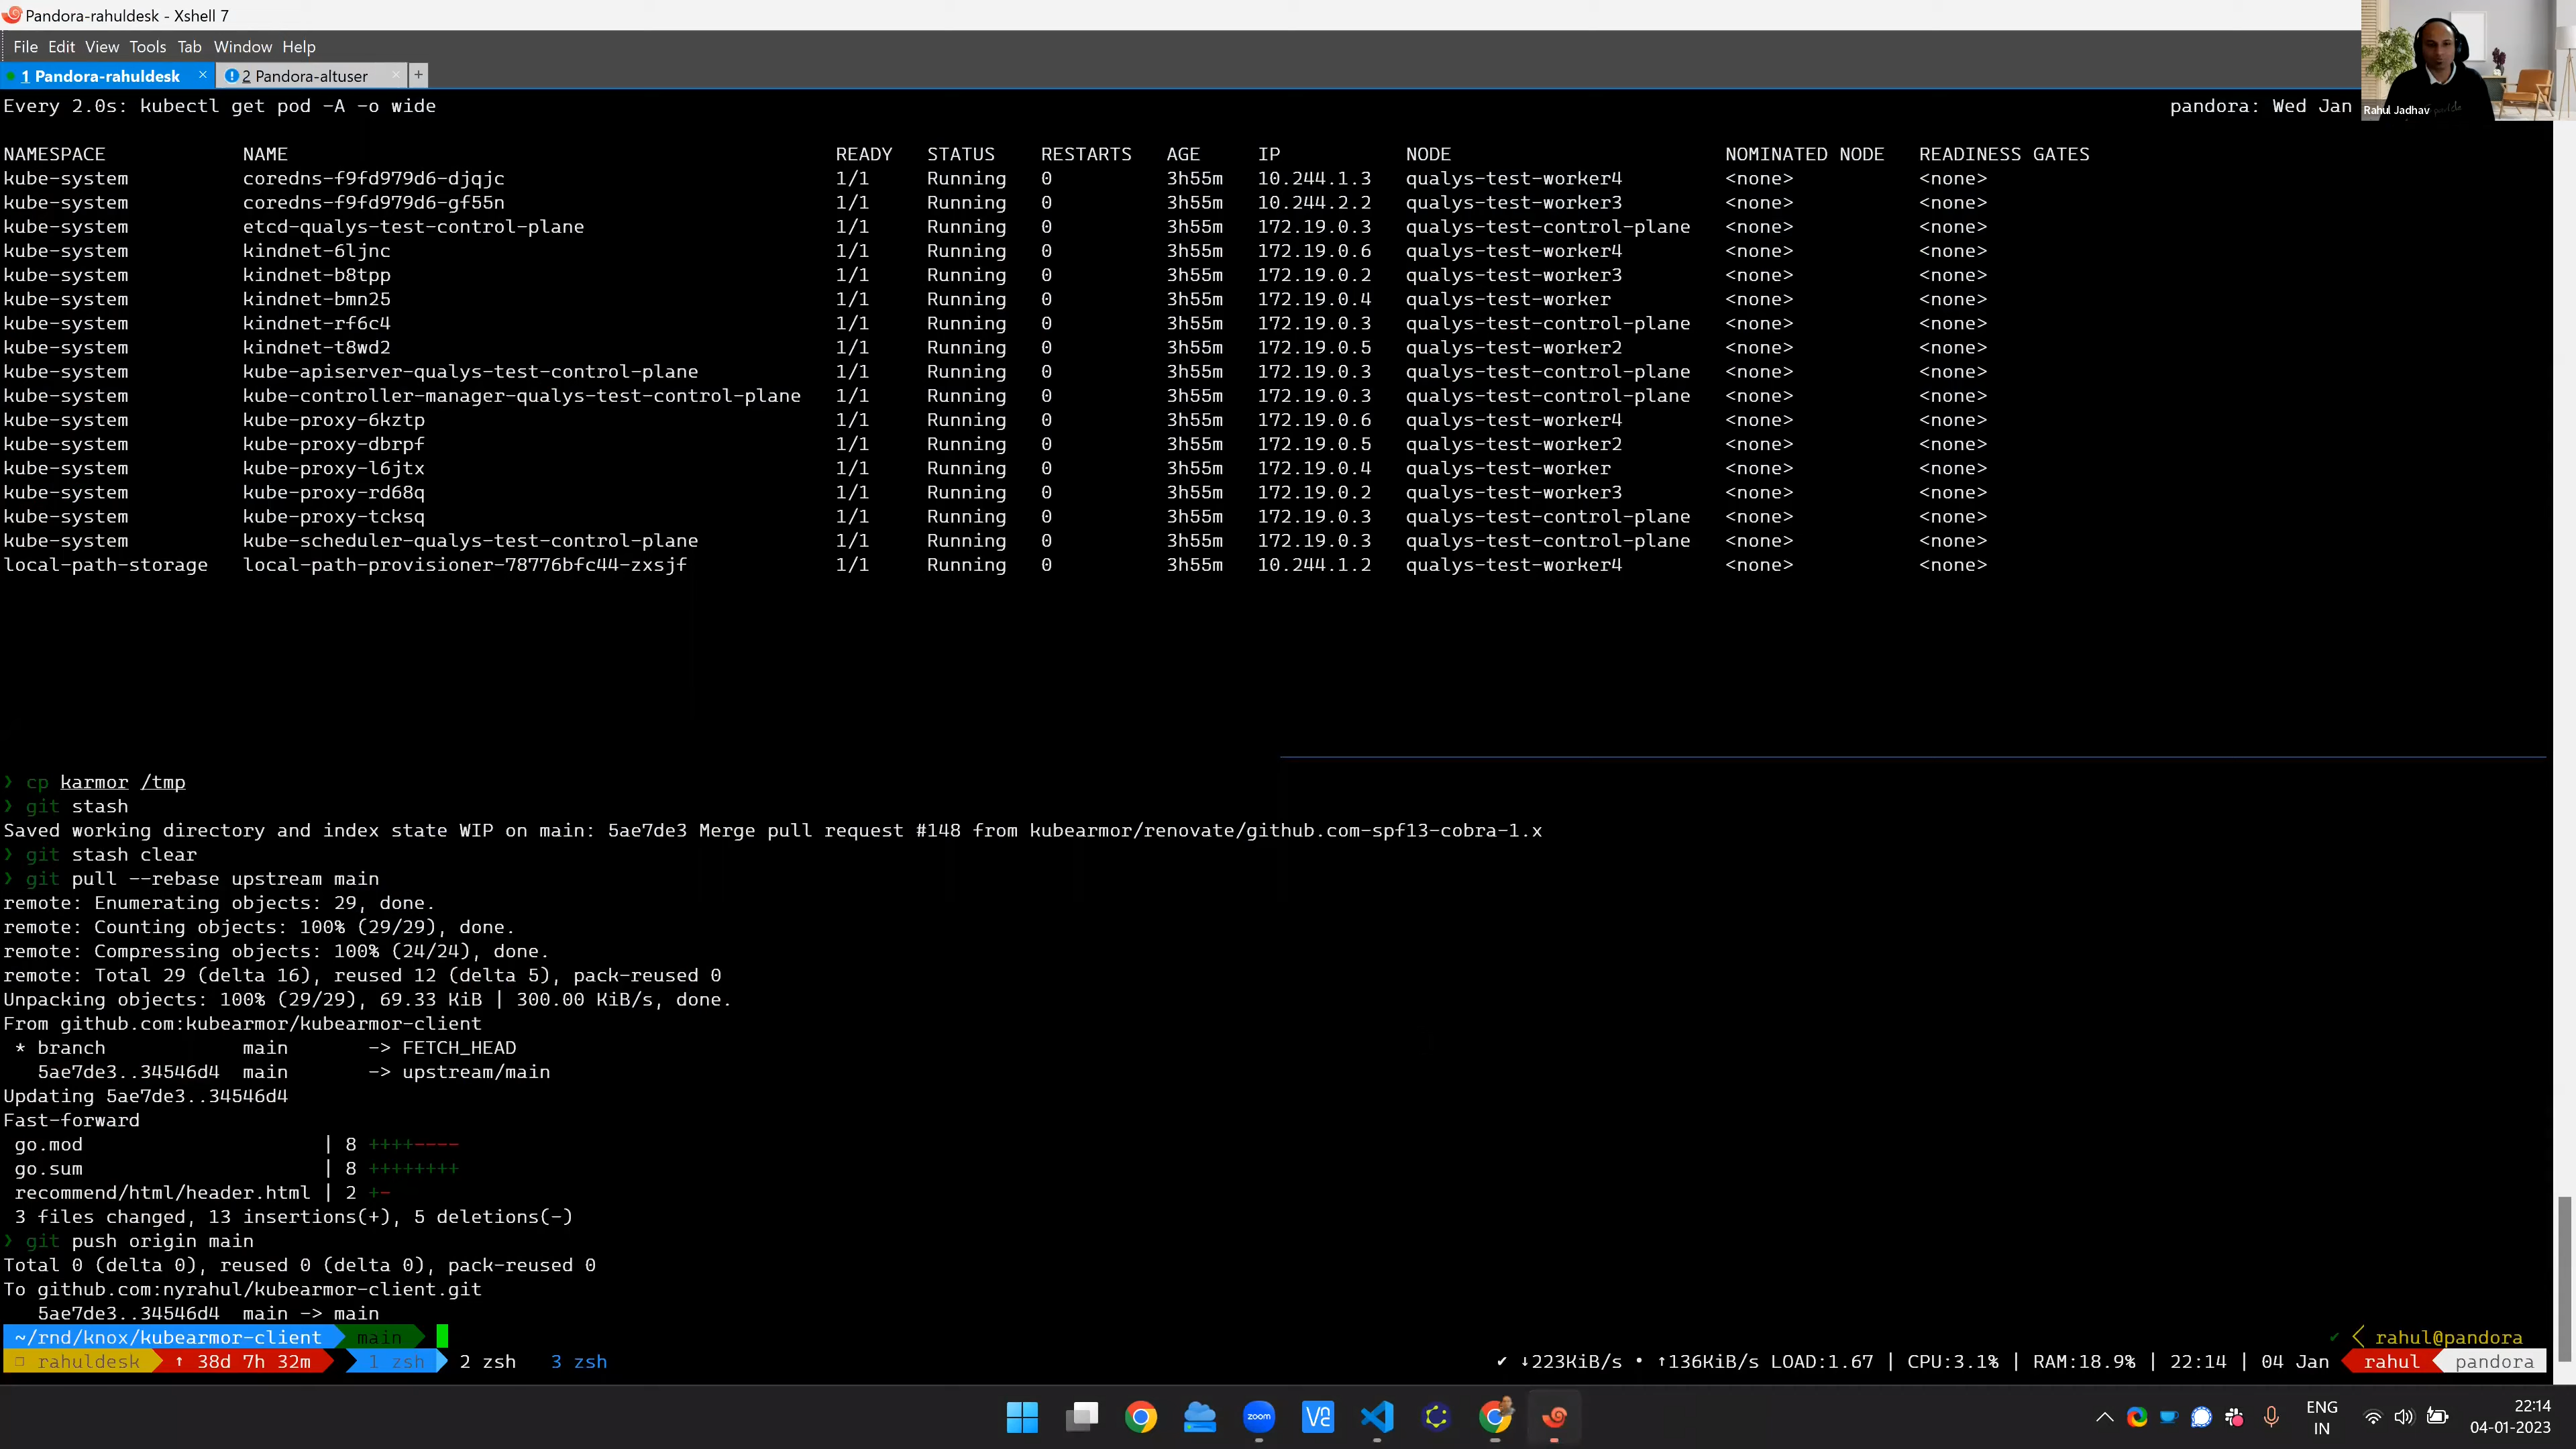 Pandora-rahuldesk - Xshell 7
File Edit View Tools Tab Window Help
1 Pandora-rahuldesk × 2 Pandora-altuser × +
Every 2.0s: kubectl get pod -A -o wide pandora: Wed Jan
Rahul Jadhav
NAMESPACE NAME READY STATUS RESTARTS AGE IP NODE NOMINATED NODE READINESS GATES
kube-system coredns-f9fd979d6-djqjc 1/1 Running 0 3h55m 10.244.1.3 qualys-test-worker4 <none> <none>
kube-system coredns-f9fd979d6-gf55n 1/1 Running 0 3h55m 10.244.2.2 qualys-test-worker3 <none> <none>
kube-system etcd-qualys-test-control-plane 1/1 Running 0 3h55m 172.19.0.3 qualys-test-control-plane <none> <none>
kube-system kindnet-6ljnc 1/1 Running 0 3h55m 172.19.0.6 qualys-test-worker4 <none> <none>
kube-system kindnet-b8tpp 1/1 Running 0 3h55m 172.19.0.2 qualys-test-worker3 <none> <none>
kube-system kindnet-bmn25 1/1 Running 0 3h55m 172.19.0.4 qualys-test-worker <none> <none>
kube-system kindnet-rf6c4 1/1 Running 0 3h55m 172.19.0.3 qualys-test-control-plane <none> <none>
kube-system kindnet-t8wd2 1/1 Running 0 3h55m 172.19.0.5 qualys-test-worker2 <none> <none>
kube-system kube-apiserver-qualys-test-control-plane 1/1 Running 0 3h55m 172.19.0.3 qualys-test-control-plane <none> <none>
kube-system kube-controller-manager-qualys-test-control-plane 1/1 Running 0 3h55m 172.19.0.3 qualys-test-control-plane <none> <none>
kube-system kube-proxy-6kztp 1/1 Running 0 3h55m 172.19.0.6 qualys-test-worker4 <none> <none>
kube-system kube-proxy-dbrpf 1/1 Running 0 3h55m 172.19.0.5 qualys-test-worker2 <none> <none>
kube-system kube-proxy-l6jtx 1/1 Running 0 3h55m 172.19.0.4 qualys-test-worker <none> <none>
kube-system kube-proxy-rd68q 1/1 Running 0 3h55m 172.19.0.2 qualys-test-worker3 <none> <none>
kube-system kube-proxy-tcksq 1/1 Running 0 3h55m 172.19.0.3 qualys-test-control-plane <none> <none>
kube-system kube-scheduler-qualys-test-control-plane 1/1 Running 0 3h55m 172.19.0.3 qualys-test-control-plane <none> <none>
local-path-storage local-path-provisioner-78776bfc44-zxsjf 1/1 Running 0 3h55m 10.244.1.2 qualys-test-worker4 <none> <none>
❯ cp karmor /tmp
❯ git stash
Saved working directory and index state WIP on main: 5ae7de3 Merge pull request #148 from kubearmor/renovate/github.com-spf13-cobra-1.x
❯ git stash clear
❯ git pull --rebase upstream main
remote: Enumerating objects: 29, done.
remote: Counting objects: 100% (29/29), done.
remote: Compressing objects: 100% (24/24), done.
remote: Total 29 (delta 16), reused 12 (delta 5), pack-reused 0
Unpacking objects: 100% (29/29), 69.33 KiB | 300.00 KiB/s, done.
From github.com:kubearmor/kubearmor-client
* branch main -> FETCH_HEAD
5ae7de3..34546d4 main -> upstream/main
Updating 5ae7de3..34546d4
Fast-forward
go.mod | 8 ++++----
go.sum | 8 ++++++++
recommend/html/header.html | 2 +-
3 files changed, 13 insertions(+), 5 deletions(-)
❯ git push origin main
Total 0 (delta 0), reused 0 (delta 0), pack-reused 0
To github.com:nyrahul/kubearmor-client.git
5ae7de3..34546d4 main -> main
~/rnd/knox/kubearmor-client main ✔ rahul@pandora
rahuldesk ↑ 38d 7h 32m 1 zsh 2 zsh 3 zsh ✔ ↓223KiB/s • ↑136KiB/s LOAD:1.67 | CPU:3.1% | RAM:18.9% | 22:14 | 04 Jan rahul pandora
zoom
ENG
IN
22:14
04-01-2023